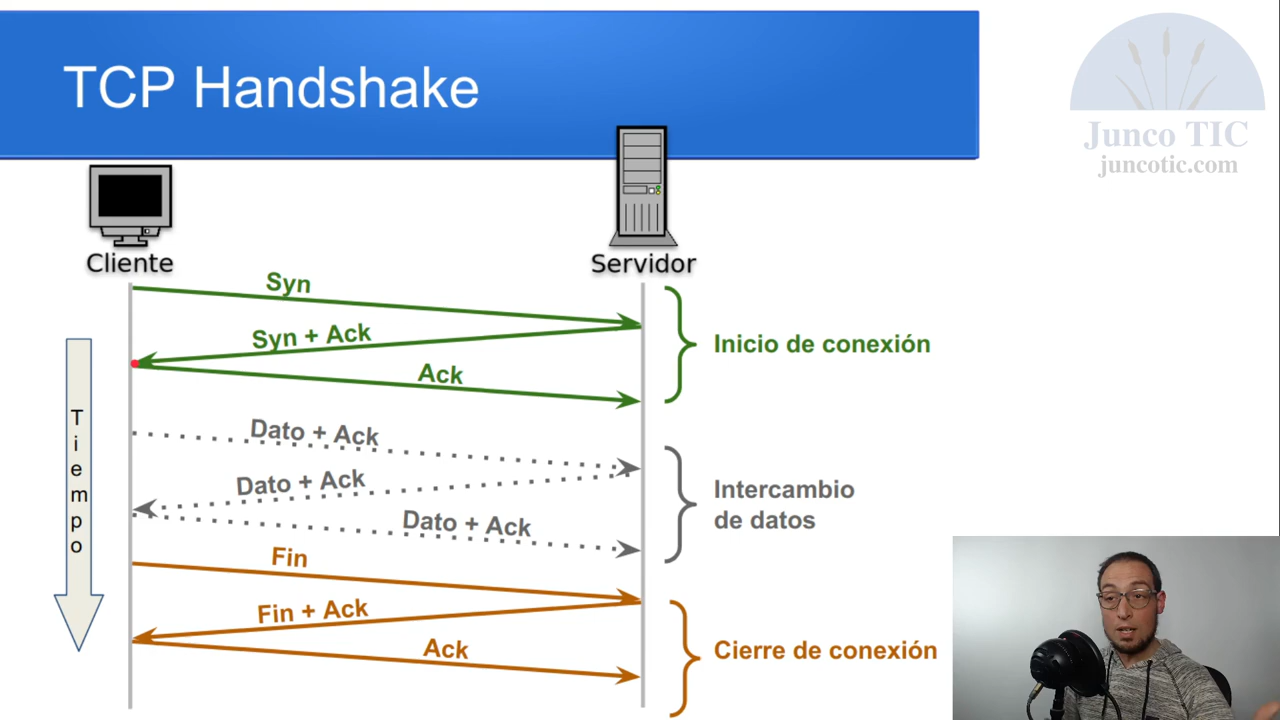 TCP Handshake
Junco TIC
juncotic.com
Cliente
Servidor
Syn
Syn + Ack
Ack
Inicio de conexión
Tiempo
Dato + Ack
Dato + Ack
Dato + Ack
Intercambio
de datos
Fin
Fin + Ack
Ack
Cierre de conexión